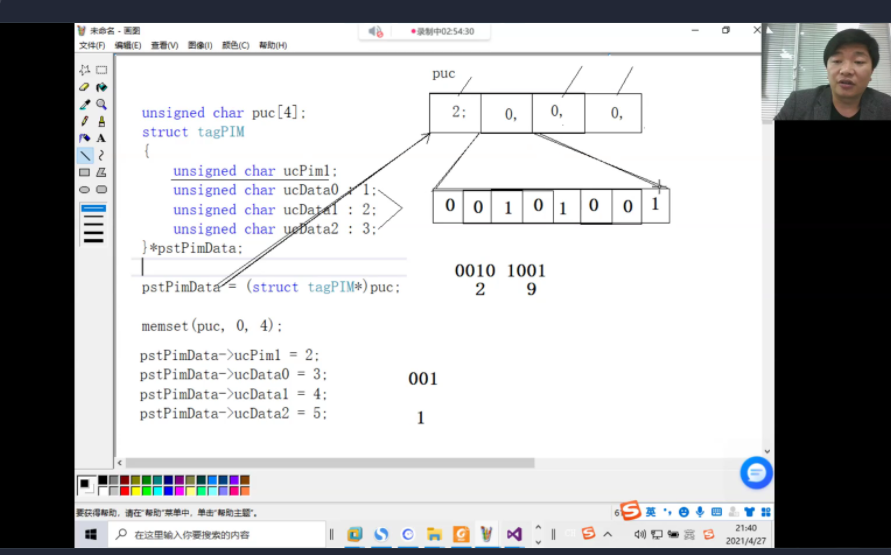 未命名 - 画图
录制中02:54:30
文件(F) 编辑(E) 查看(V) 图像(I) 颜色(C) 帮助(H)
puc
2; 0, 0, 0,
unsigned char puc[4];
struct tagPIM
{
unsigned char ucPim1;
unsigned char ucData0 : 1;
unsigned char ucData1 : 2;
unsigned char ucData2 : 3;
}*pstPimData;
0 0 1 0 1 0 0 1
0010 1001
2 9
pstPimData = (struct tagPIM*)puc;
memset(puc, 0, 4);
pstPimData->ucPim1 = 2;
pstPimData->ucData0 = 3;
pstPimData->ucData1 = 4;
pstPimData->ucData2 = 5;
001
1
要获得帮助，请在“帮助”菜单中，单击“帮助主题”。
英
在这里输入你要搜索的内容
21:40
2021/4/27